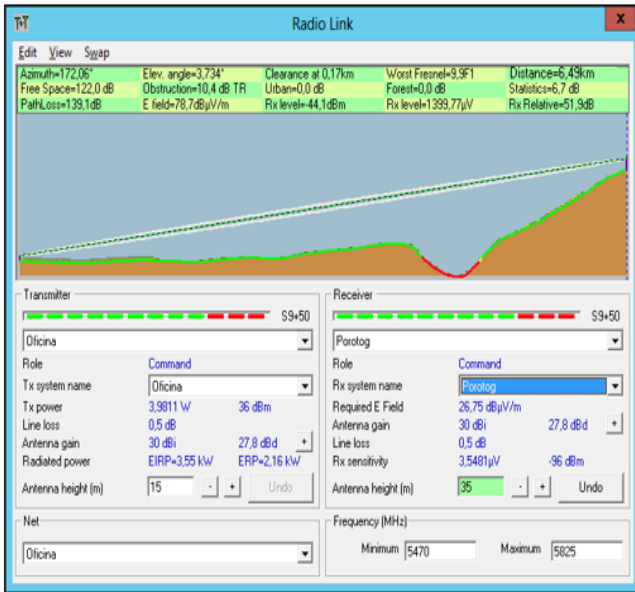 Radio Link
x
Edit View Swap
Azimuth=172,06° Elev. angle=3,734° Clearance at 0,17km Worst Fresnel=9,9F1 Distance=6,49km
Free Space=122,0 dB Obstruction=10,4 dB TR Urban=0,0 dB Forest=0,0 dB Statistics=6,7 dB
PathLoss=139,1dB E field=78,7dBµV/m Rx level=-44,1dBm Rx level=1399,77µV Rx Relative=51,9dB
Transmitter
S9+50
Oficina
Role Command
Tx system name Oficina
Tx power 3,9811 W 36 dBm
Line loss 0,5 dB
Antenna gain 30 dBi 27,8 dBd +
Radiated power EIRP=3,55 kW ERP=2,16 kW
Antenna height (m) 15 - + Undo
Net
Oficina
Receiver
S9+50
Porotog
Role Command
Rx system name Porotog
Required E Field 26,75 dBµV/m
Antenna gain 30 dBi 27,8 dBd +
Line loss 0,5 dB
Rx sensitivity 3,5481µV -96 dBm
Antenna height (m) 35 - + Undo
Frequency (MHz)
Minimum 5470 Maximum 5825